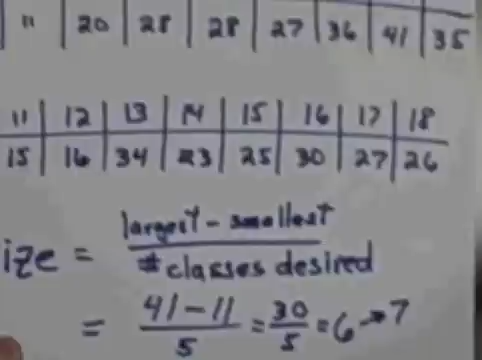 11 20 28 28 27 36 41 35
11 12 13 14 15 16 17 18
15 16 34 23 25 30 27 26
ize = largest - smallest
# classes desired
= 41 - 11 = 30 = 6 → 7
5 5